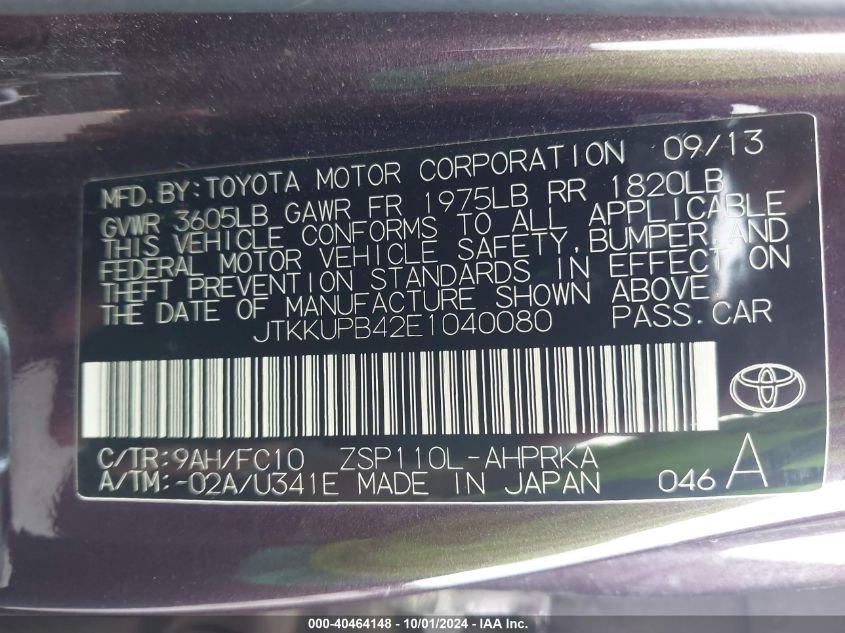 MFD.BY:TOYOTA MOTOR CORPORATION 09/13
GVWR 3605LB GAWR FR 1975LB RR 1820LB
THIS VEHICLE CONFORMS TO ALL APPLICABLE
FEDERAL MOTOR VEHICLE SAFETY,BUMPER,AND
THEFT PREVENTION STANDARDS IN EFFECT ON
THE DATE OF MANUFACTURE SHOWN ABOVE.
JTKKUPB42E1040080 PASS.CAR
C/TR:9AH/FC10 ZSP110L-AHPRKA
A/TM:-02A/U341E MADE IN JAPAN 046 A
000-40464148 - 10/01/2024 - IAAI.com